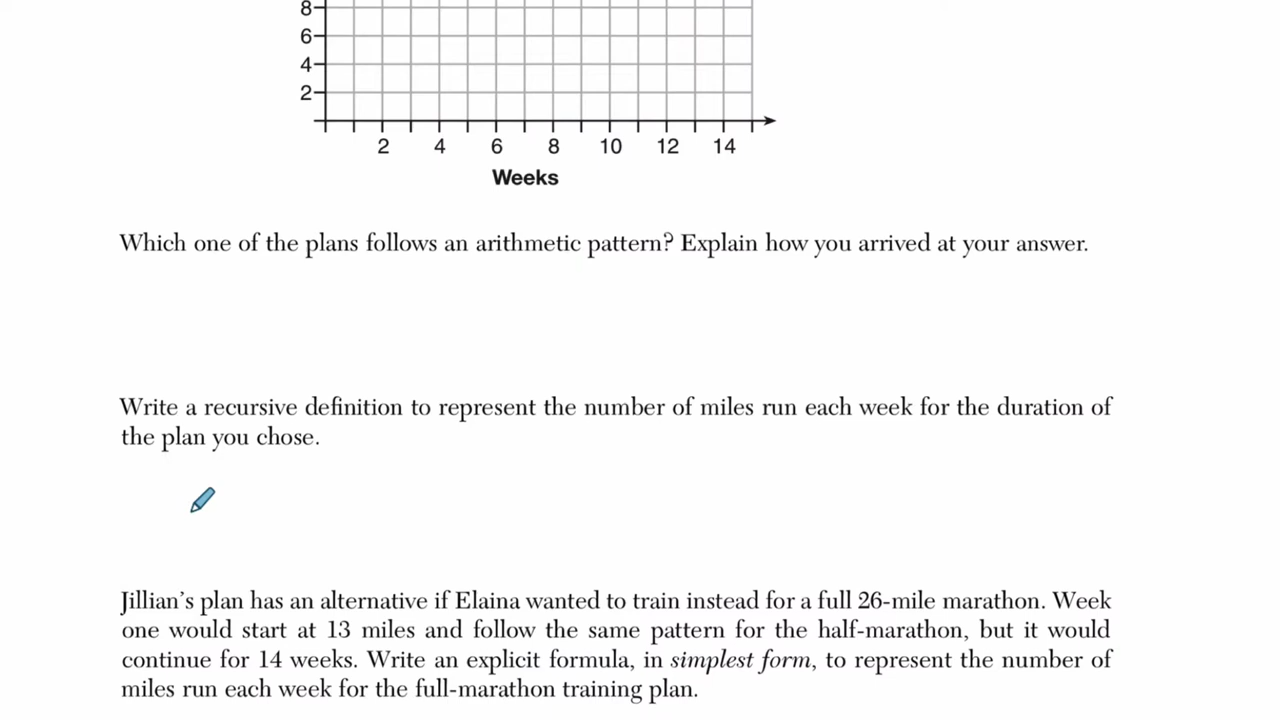 8
6
4
2
2 4 6 8 10 12 14
Weeks
Which one of the plans follows an arithmetic pattern? Explain how you arrived at your answer.
Write a recursive definition to represent the number of miles run each week for the duration of
the plan you chose.
Jillian's plan has an alternative if Elaina wanted to train instead for a full 26-mile marathon. Week
one would start at 13 miles and follow the same pattern for the half-marathon, but it would
continue for 14 weeks. Write an explicit formula, in simplest form, to represent the number of
miles run each week for the full-marathon training plan.